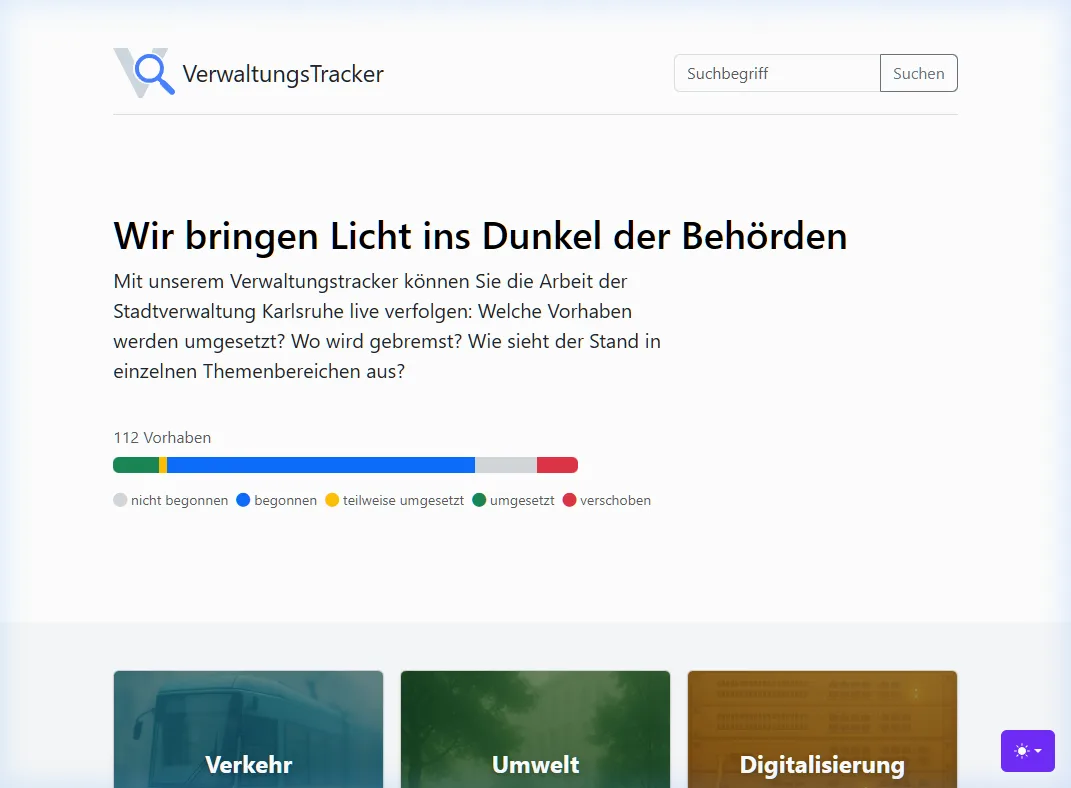 VerwaltungsTracker
Suchbegriff
Suchen
Wir bringen Licht ins Dunkel der Behörden
Mit unserem Verwaltungstracker können Sie die Arbeit der
Stadtverwaltung Karlsruhe live verfolgen: Welche Vorhaben
werden umgesetzt? Wo wird gebremst? Wie sieht der Stand in
einzelnen Themenbereichen aus?
112 Vorhaben
nicht begonnen begonnen teilweise umgesetzt umgesetzt verschoben
Verkehr
Umwelt
Digitalisierung